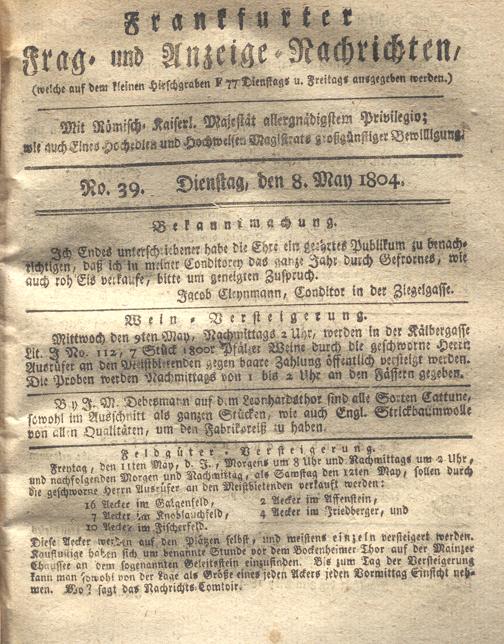 Frankfurter
Frag- und Anzeige-Nachrichten,
(welche auf dem kleinen Hirschgraben F 77 Dienstags u. Freitags ausgegeben werden.)
Mit Römisch-Kaiserl. Majestät allergnädigstem Privilegio;
wie auch Eines Hochedlen und Hochweisen Magistrats großgünstiger Bewilligung.
No. 39. Dienstag, den 8. May 1804.
Bekanntmachung.
Ich Endes unterschriebener habe die Ehre ein geehrtes Publikum zu benach-
richtigen, daß ich in meiner Conditorey das ganze Jahr durch Gefrornes, wie
auch roh Eis verkaufe, bitte um geneigten Zuspruch.
Jacob Cleynmann, Conditor in der Ziegelgasse.
Wein-Versteigerung.
Mittwoch den 9ten May, Nachmittags 2 Uhr, werden in der Kälbergasse
Lit. J No. 112, 7 Stück 1800r Pfälzer Weine durch die geschworne Herrn
Ausrüfer an den Meistbietenden gegen baare Zahlung öffentlich versteigt werden.
Die Proben werden Nachmittags von 1 bis 2 Uhr an den Fässern gegeben.
By J. M. Debesmann auf dem Leonhardsthor sind alle Sorten Cattune,
sowohl im Ausschnitt als ganzen Stücken, wie auch Engl. Strickbaumwolle
von allen Qualitäten, um den Fabrikpreiß zu haben.
Feldgüter-Versteigerung.
Freytag, den 11ten May, d. J., Morgens um 8 Uhr und Nachmittags um 2 Uhr,
und nachfolgenden Morgen und Nachmittag, als Samstag den 12ten May, sollen durch
die geschworne Herrn Ausrüfer an den Meistbietenden verkauft werden:
16 Aecker im Galgenfeld, 2 Aecker im Affenstein,
7 Aecker im Knoblauchfeld, 4 Aecker im Friedberger, und
10 Aecker im Fischerfeld.
Diese Aecker werden auf den Plätzen selbst, und meistens einzeln versteigert werden.
Kauflustige haben sich um benannte Stunde vor dem Bockenheimer Thor auf der Mainzer
Chaussee an dem sogenannten Geleitsstein einzufinden. Bis zum Tag der Versteigerung
kann man sowohl von der Lage als Größe eines jeden Ackers jeden Vormittag Einsicht neh-
men. Wo? sagt das Nachrichts-Comtoir.